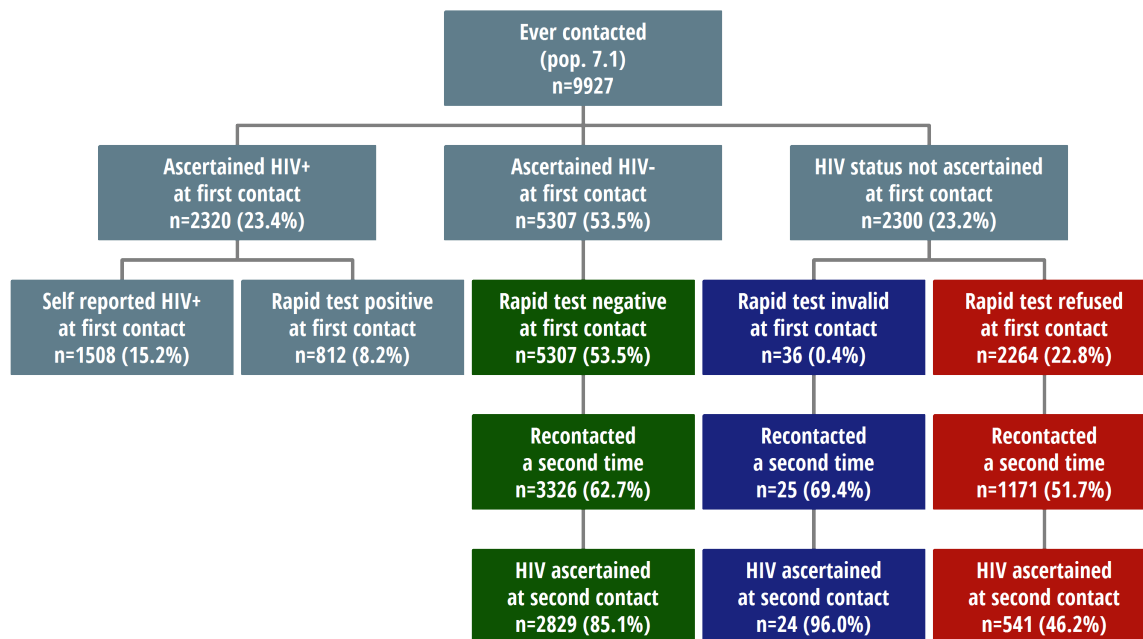 Ever contacted
(pop. 7.1)
n=9927
Ascertained HIV+
at first contact
n=2320 (23.4%)
Ascertained HIV-
at first contact
n=5307 (53.5%)
HIV status not ascertained
at first contact
n=2300 (23.2%)
Self reported HIV+
at first contact
n=1508 (15.2%)
Rapid test positive
at first contact
n=812 (8.2%)
Rapid test negative
at first contact
n=5307 (53.5%)
Rapid test invalid
at first contact
n=36 (0.4%)
Rapid test refused
at first contact
n=2264 (22.8%)
Recontacted
a second time
n=3326 (62.7%)
Recontacted
a second time
n=25 (69.4%)
Recontacted
a second time
n=1171 (51.7%)
HIV ascertained
at second contact
n=2829 (85.1%)
HIV ascertained
at second contact
n=24 (96.0%)
HIV ascertained
at second contact
n=541 (46.2%)